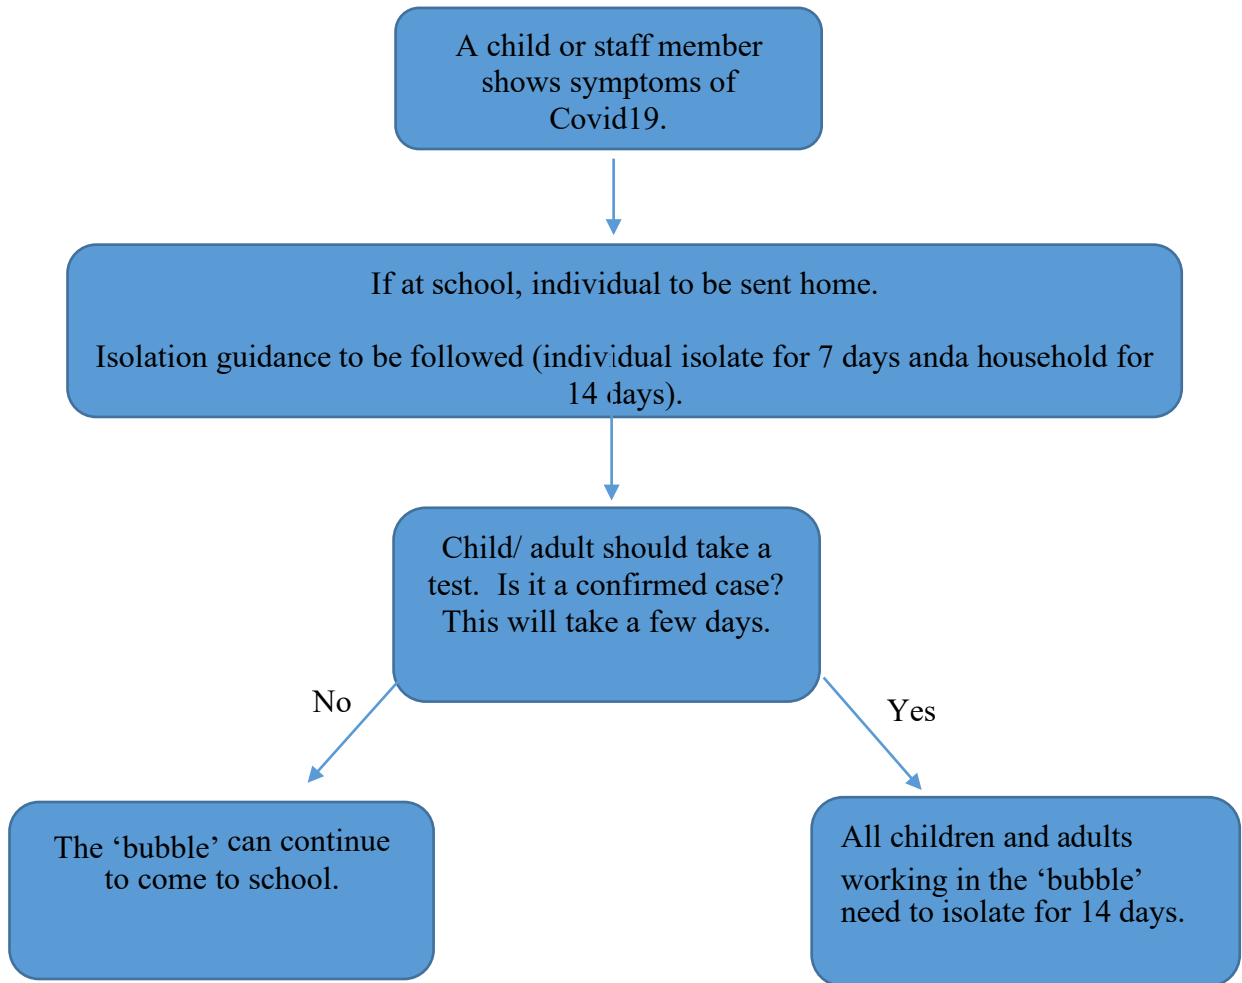 A child or staff member
shows symptoms of
Covid19.
If at school, individual to be sent home.
Isolation guidance to be followed (individual isolate for 7 days anda household for
14 days).
Child/ adult should take a
test.  Is it a confirmed case?
This will take a few days.
No
Yes
The ‘bubble’ can continue
to come to school.
All children and adults
working in the ‘bubble’
need to isolate for 14 days.